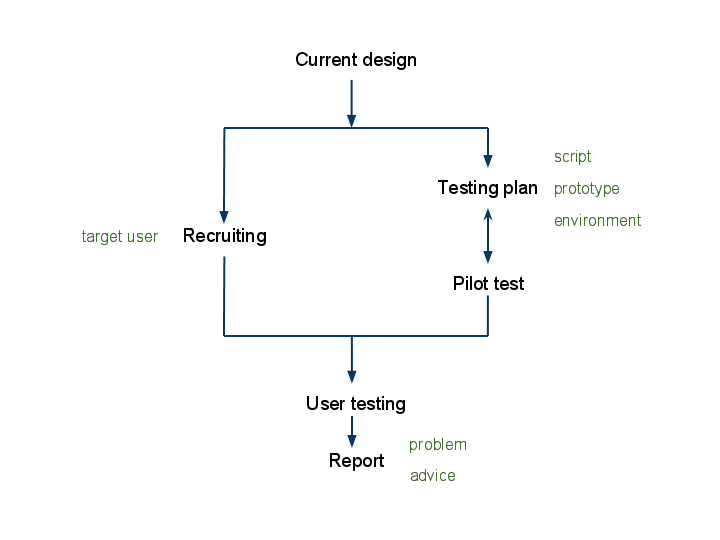 Current design
script
Testing plan
prototype
environment
target user
Recruiting
Pilot test
User testing
Report
problem
advice